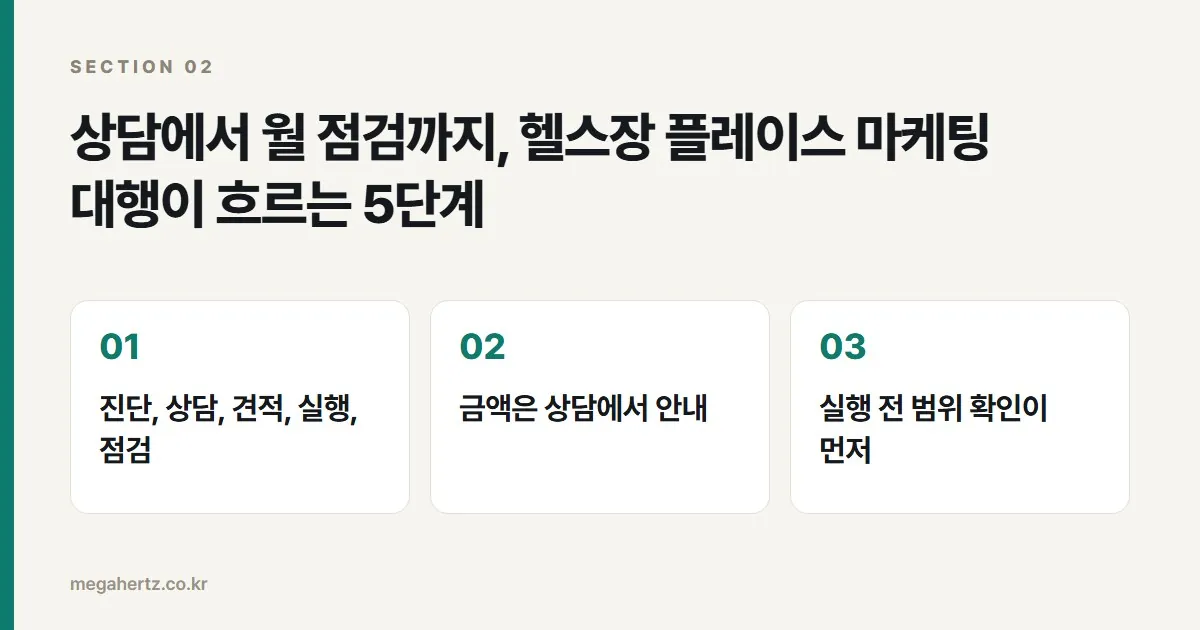 SECTION 02
상담에서 월 점검까지, 헬스장 플레이스 마케팅
대행이 흐르는 5단계
01
진단, 상담, 견적, 실행,
점검
02
금액은 상담에서 안내
03
실행 전 범위 확인이
먼저
megahertz.co.kr